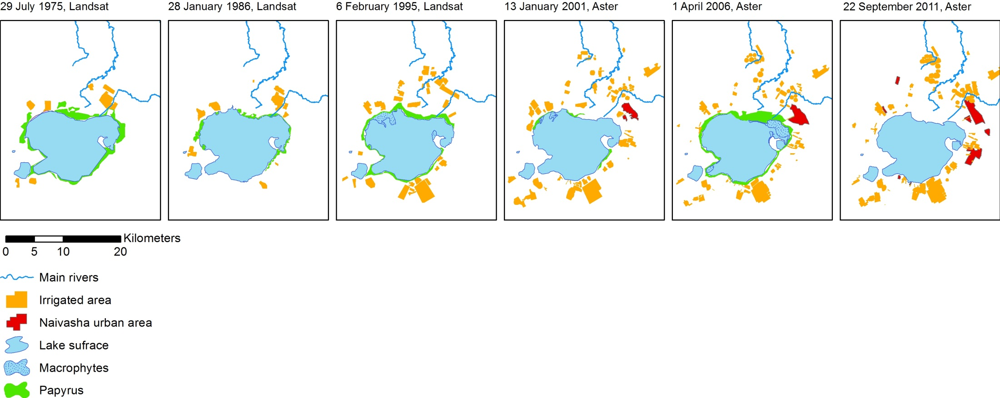 29 July 1975, Landsat
28 January 1986, Landsat
6 February 1995, Landsat
13 January 2001, Aster
1 April 2006, Aster
22 September 2011, Aster
Kilometers
0 5 10 20
Main rivers
Irrigated area
Naivasha urban area
Lake sufrace
Macrophytes
Papyrus